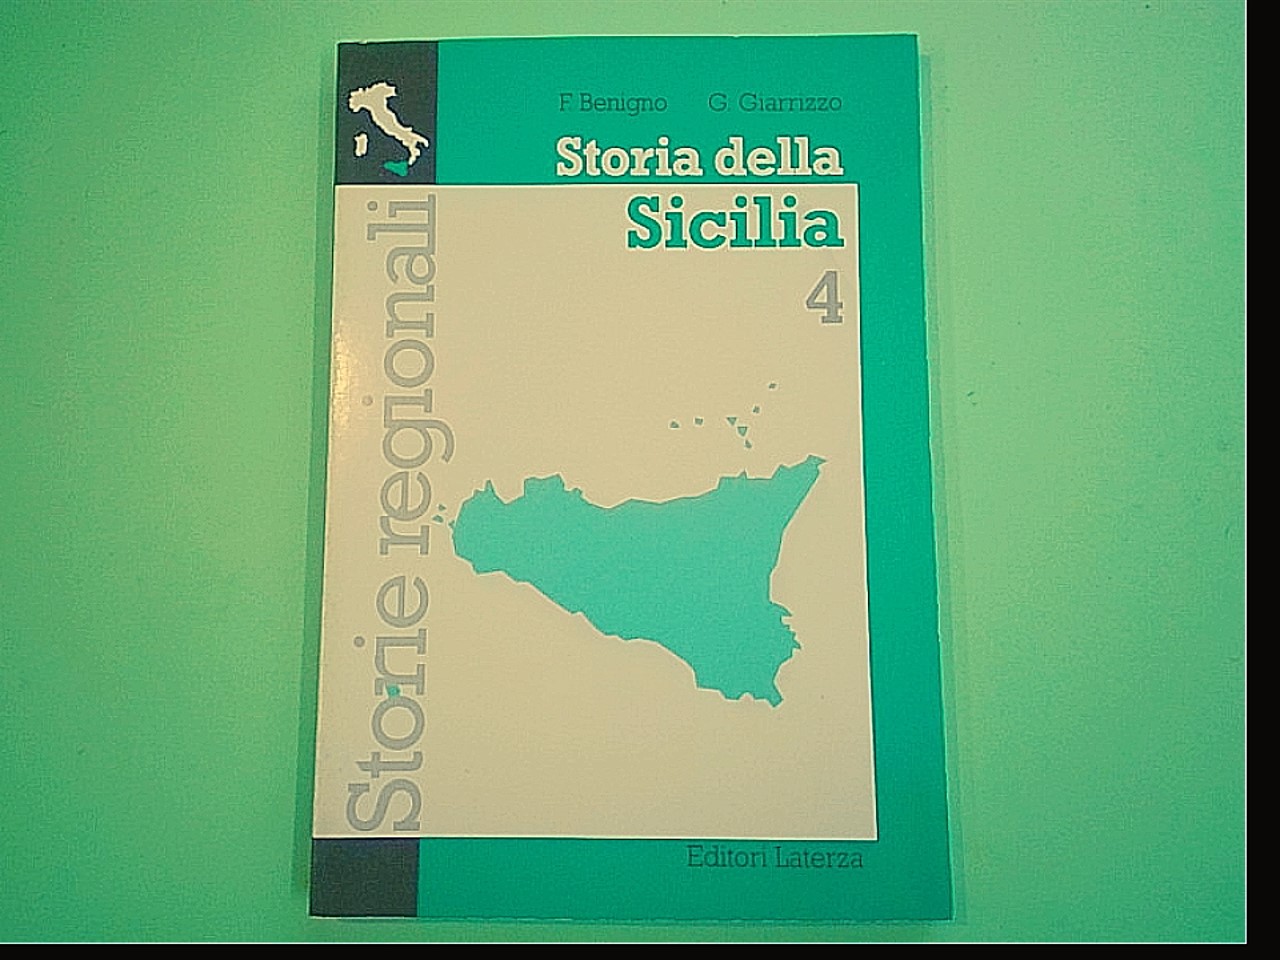 F. Benigno G. Giarrizzo
Storia della
Sicilia
4
Storie regionali
Editori Laterza